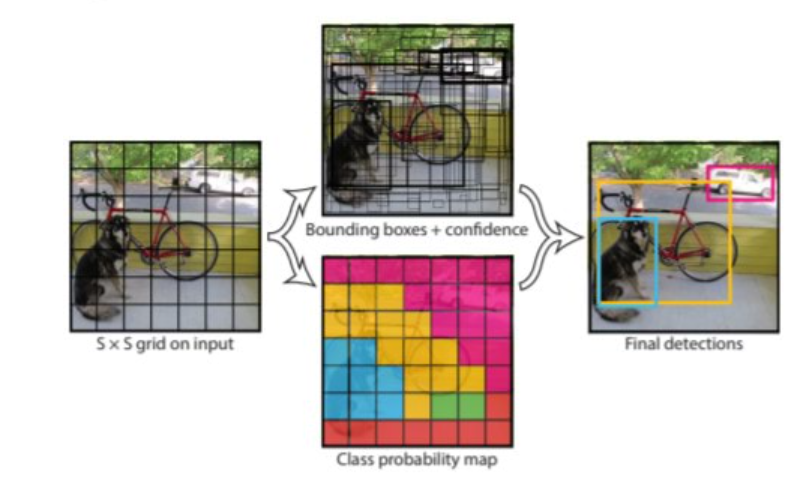 Bounding boxes + confidence
S × S grid on input
Final detections
Class probability map